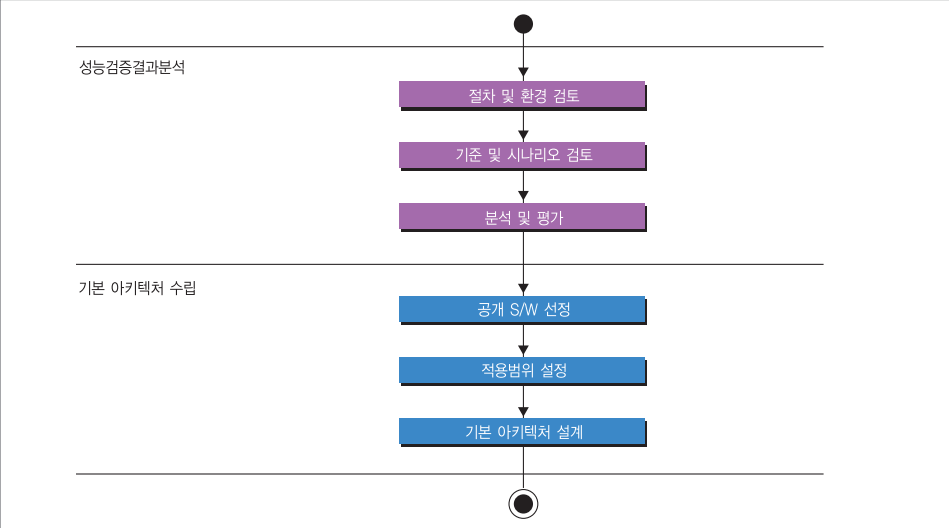 성능검증결과분석
절차 및 환경 검토
기준 및 시나리오 검토
분석 및 평가
기본 아키텍처 수립
공개 S/W 선정
적용범위 설정
기본 아키텍처 설계